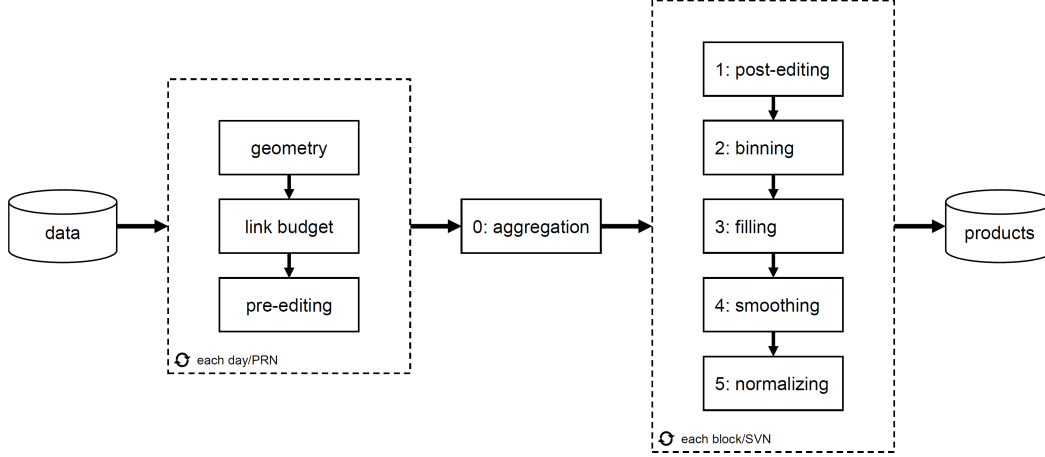 data
geometry
link budget
pre-editing
each day/PRN
0: aggregation
1: post-editing
2: binning
3: filling
4: smoothing
5: normalizing
each block/SVN
products